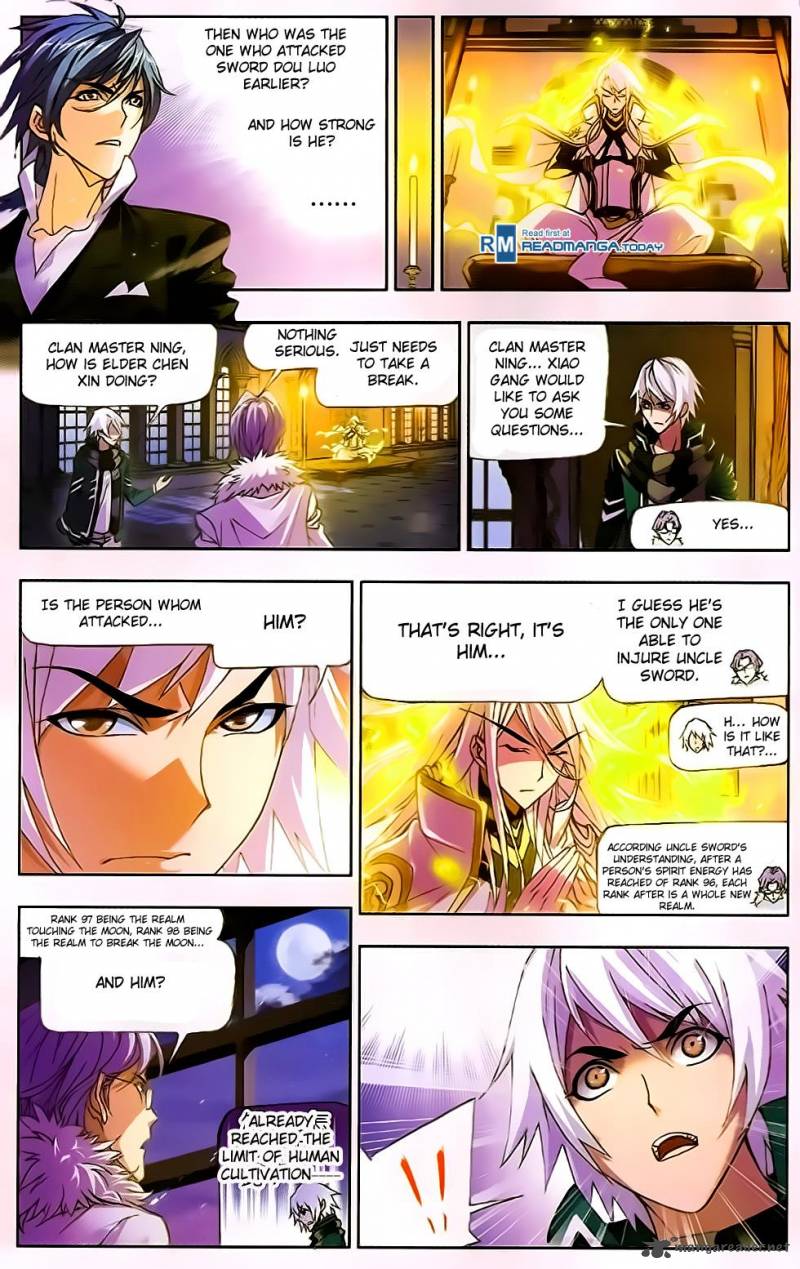 THEN WHO WAS THE
ONE WHO ATTACKED
SWORD DOU LUO
EARLIER?
AND HOW STRONG
IS HE?
......
RM
Read first at
READMANGA.TODAY
CLAN MASTER NING,
HOW IS ELDER CHEN
XIN DOING?
NOTHING
SERIOUS.
JUST NEEDS
TO TAKE A
BREAK.
CLAN MASTER
NING... XIAO
GANG WOULD
LIKE TO ASK
YOU SOME
QUESTIONS...
YES...
IS THE PERSON WHOM
ATTACKED...
HIM?
THAT'S RIGHT, IT'S
HIM...
I GUESS HE'S
THE ONLY ONE
ABLE TO
INJURE UNCLE
SWORD.
H... HOW
IS IT LIKE
THAT?...
ACCORDING UNCLE SWORD'S
UNDERSTANDING, AFTER A
PERSON'S SPIRIT ENERGY HAS
REACHED OF RANK 96, EACH
RANK AFTER IS A WHOLE NEW
REALM.
RANK 97 BEING THE REALM
TOUCHING THE MOON, RANK 98 BEING
THE REALM TO BREAK THE MOON...
AND HIM?
ALREADY
REACHED THE
LIMIT OF HUMAN
CULTIVATION----
!!
mangareader.net